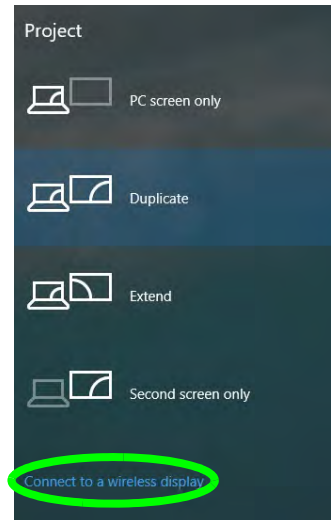 Project
PC screen only
Duplicate
Extend
Second screen only
Connect to a wireless display